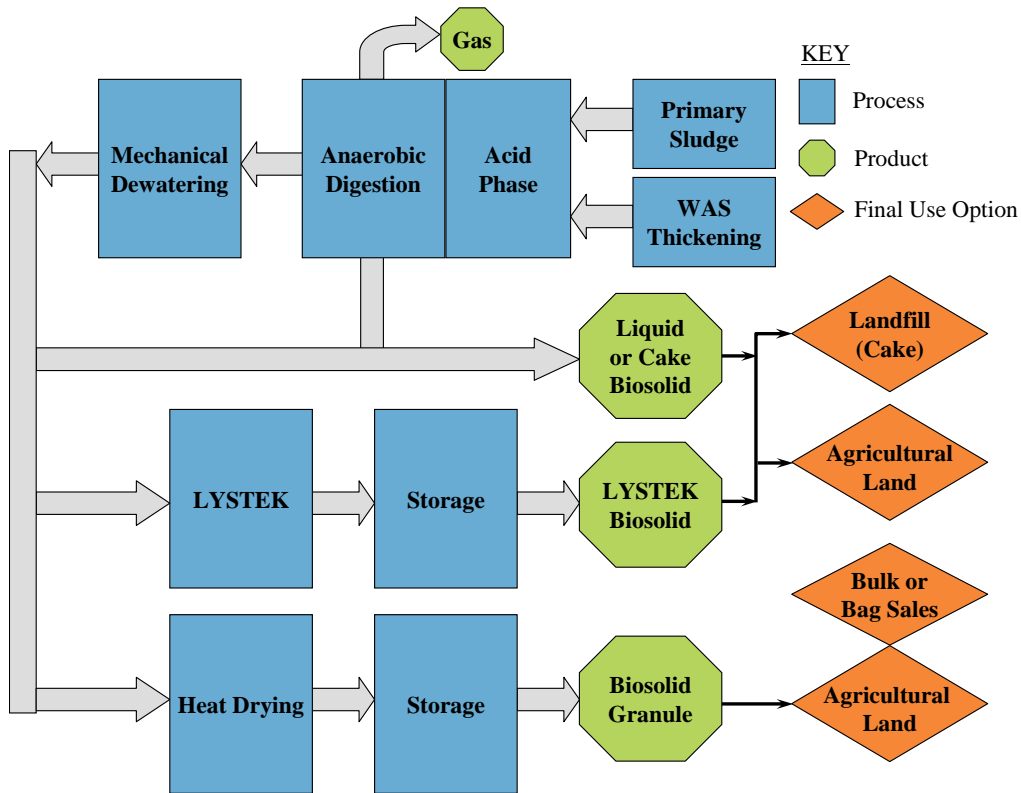 Gas
KEY
Process
Product
Final Use Option
Mechanical
Dewatering
Anaerobic
Digestion
Acid
Phase
Primary
Sludge
WAS
Thickening
Liquid
or Cake
Biosolid
Landfill
(Cake)
LYSTEK
Storage
LYSTEK
Biosolid
Agricultural
Land
Bulk or
Bag Sales
Heat Drying
Storage
Biosolid
Granule
Agricultural
Land